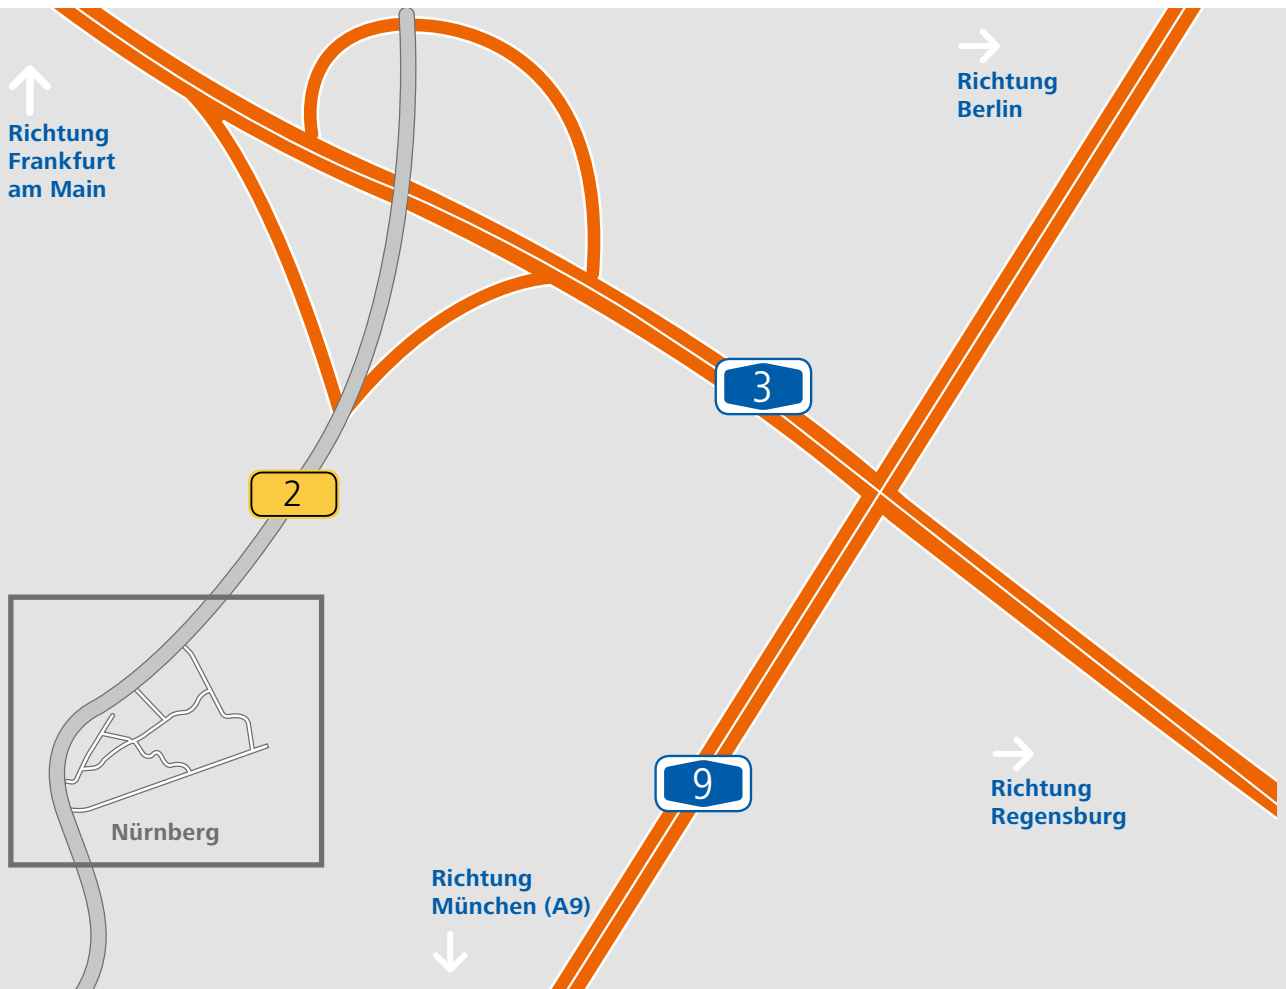 Richtung
Berlin
Richtung
Frankfurt
am Main
3
2
9
Richtung
Regensburg
Nürnberg
Richtung
München (A9)